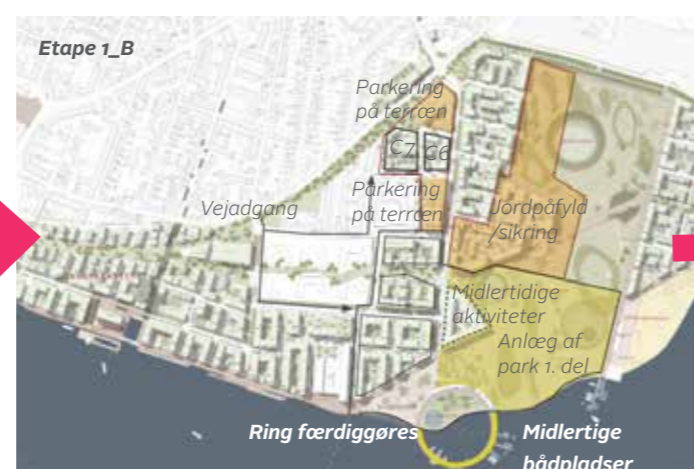 Etape 1_B
Parkering
på terræn
C7 C6
Parkering
på terræn
Vejadgang
Jordpåfyld
/sikring
Midlertidige
aktiviteter
Anlæg af
park 1. del
Ring færdiggøres
Midlertige
bådpladser